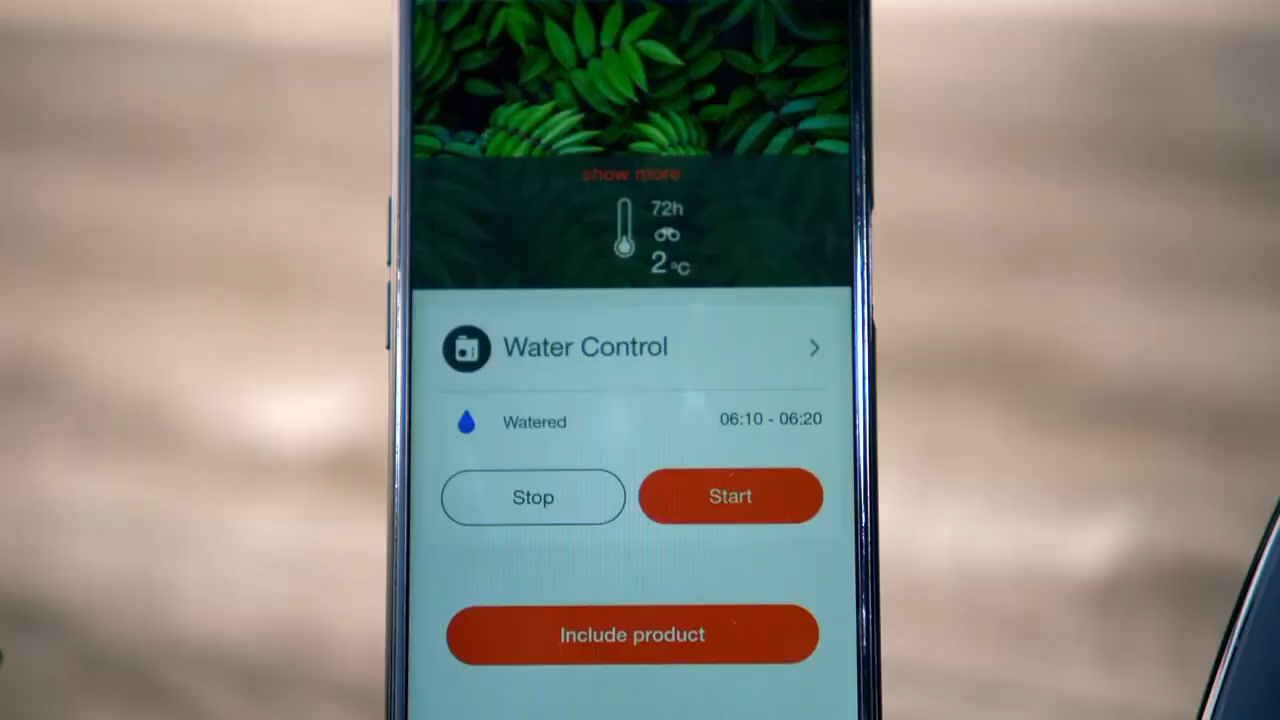 show more
72h
2 °C
Water Control
Watered 06:10 - 06:20
Stop Start
Include product